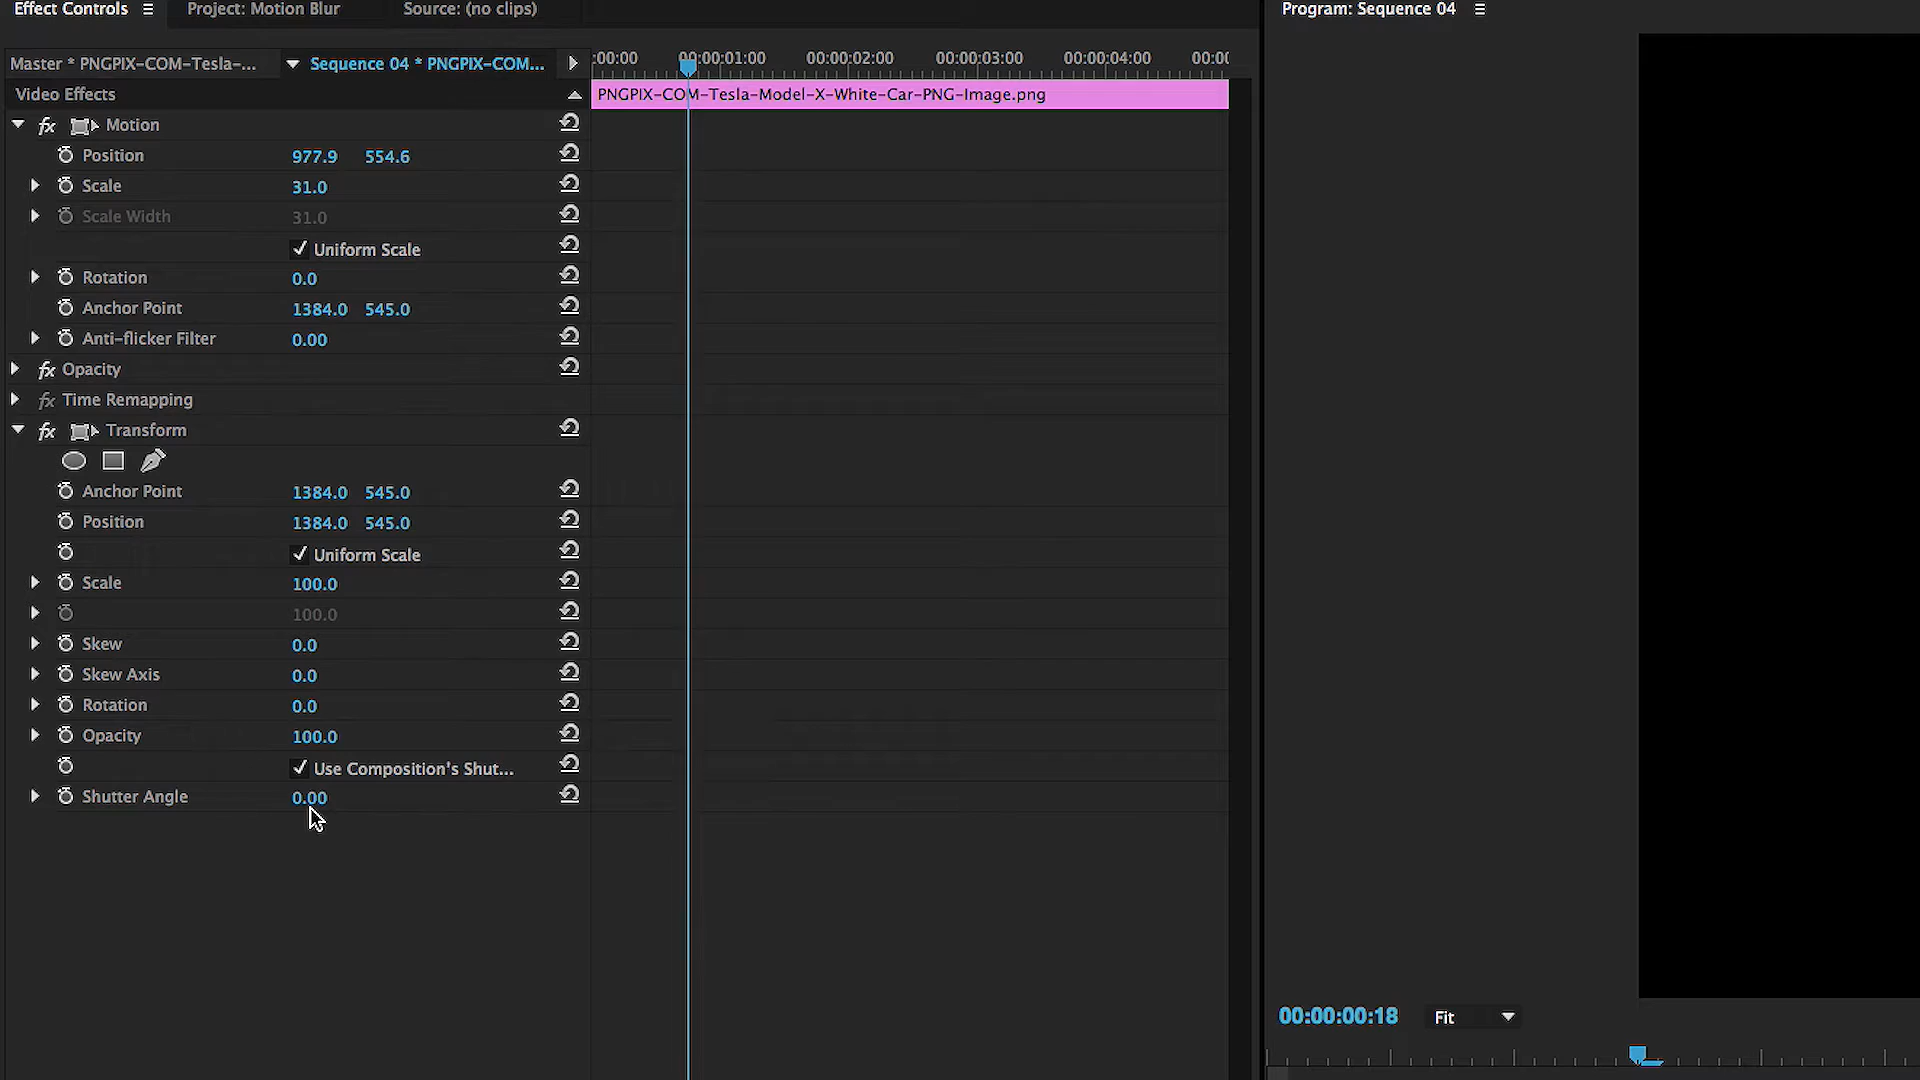 Effect Controls
Project: Motion Blur
Source: (no clips)
Program: Sequence 04
Master * PNGPIX-COM-Tesla-...
Sequence 04 * PNGPIX-COM...
:00:00
00:00:01:00
00:00:02:00
00:00:03:00
00:00:04:00
00:00
Video Effects
PNGPIX-COM-Tesla-Model-X-White-Car-PNG-Image.png
fx Motion
Position 977.9 554.6
Scale 31.0
Scale Width 31.0
Uniform Scale
Rotation 0.0
Anchor Point 1384.0 545.0
Anti-flicker Filter 0.00
fx Opacity
fx Time Remapping
fx Transform
Anchor Point 1384.0 545.0
Position 1384.0 545.0
Uniform Scale
Scale 100.0
100.0
Skew 0.0
Skew Axis 0.0
Rotation 0.0
Opacity 100.0
Use Composition's Shut...
Shutter Angle 0.00
00:00:00:18
Fit